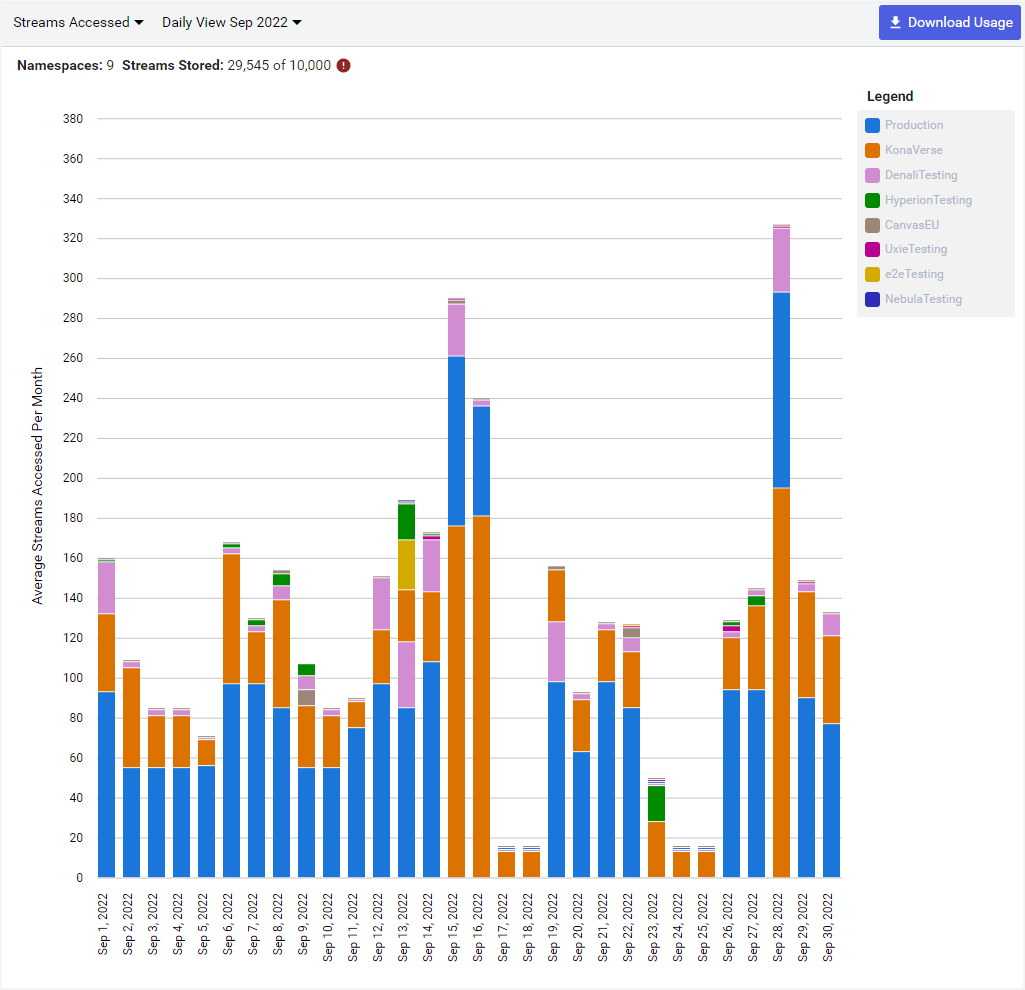 Streams Accessed Daily View Sep 2022 Download Usage
Namespaces: 9 Streams Stored: 29,545 of 10,000 !
Legend
Production
KonaVerse
DenaliTesting
HyperionTesting
CanvasEU
UxieTesting
e2eTesting
NebulaTesting
Average Streams Accessed Per Month
380
360
340
320
300
280
260
240
220
200
180
160
140
120
100
80
60
40
20
0
Sep 1, 2022
Sep 2, 2022
Sep 3, 2022
Sep 4, 2022
Sep 5, 2022
Sep 6, 2022
Sep 7, 2022
Sep 8, 2022
Sep 9, 2022
Sep 10, 2022
Sep 11, 2022
Sep 12, 2022
Sep 13, 2022
Sep 14, 2022
Sep 15, 2022
Sep 16, 2022
Sep 17, 2022
Sep 18, 2022
Sep 19, 2022
Sep 20, 2022
Sep 21, 2022
Sep 22, 2022
Sep 23, 2022
Sep 24, 2022
Sep 25, 2022
Sep 26, 2022
Sep 27, 2022
Sep 28, 2022
Sep 29, 2022
Sep 30, 2022